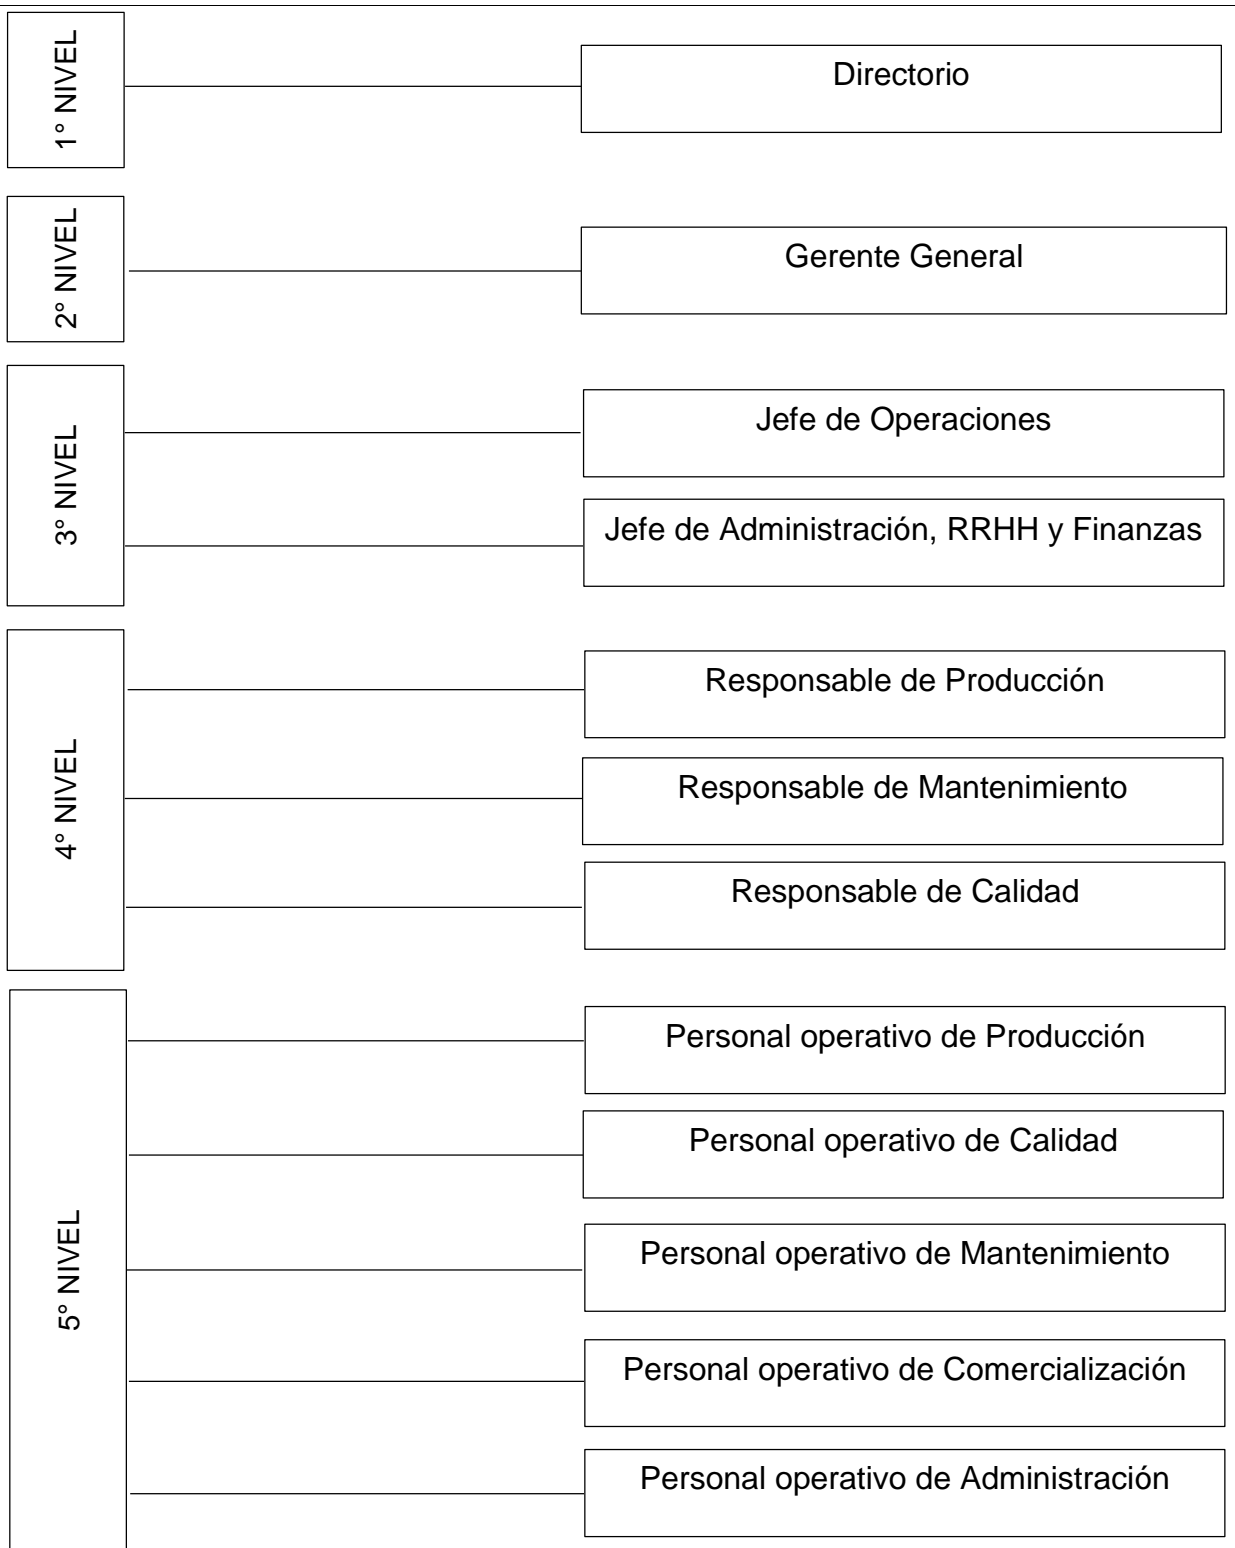 1° NIVEL
Directorio
2° NIVEL
Gerente General
3° NIVEL
Jefe de Operaciones
Jefe de Administración, RRHH y Finanzas
4° NIVEL
Responsable de Producción
Responsable de Mantenimiento
Responsable de Calidad
5° NIVEL
Personal operativo de Producción
Personal operativo de Calidad
Personal operativo de Mantenimiento
Personal operativo de Comercialización
Personal operativo de Administración